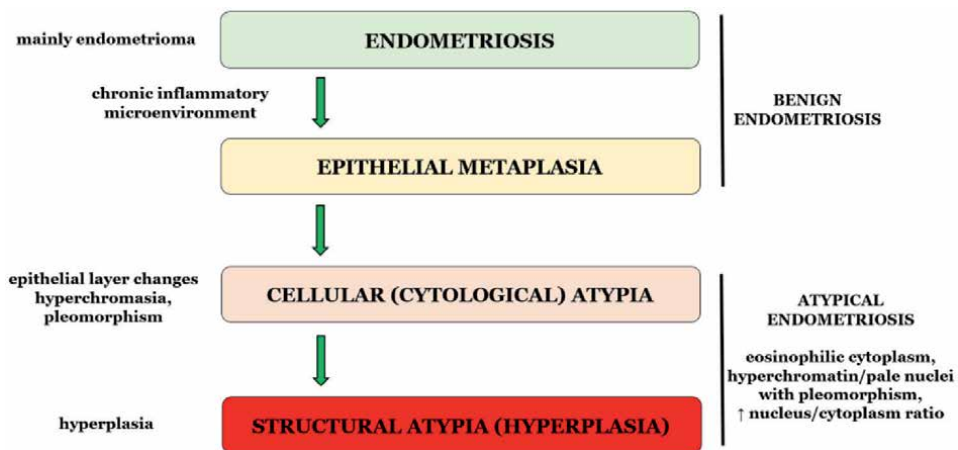 mainly endometrioma
ENDOMETRIOSIS
chronic inflammatory
microenvironment
BENIGN
ENDOMETRIOSIS
EPITHELIAL METAPLASIA
epithelial layer changes
hyperchromasia,
pleomorphism
CELLULAR (CYTOLOGICAL) ATYPIA
ATYPICAL
ENDOMETRIOSIS
eosinophilic cytoplasm,
hyperchromatin/pale nuclei
with pleomorphism,
↑ nucleus/cytoplasm ratio
hyperplasia
STRUCTURAL ATYPIA (HYPERPLASIA)